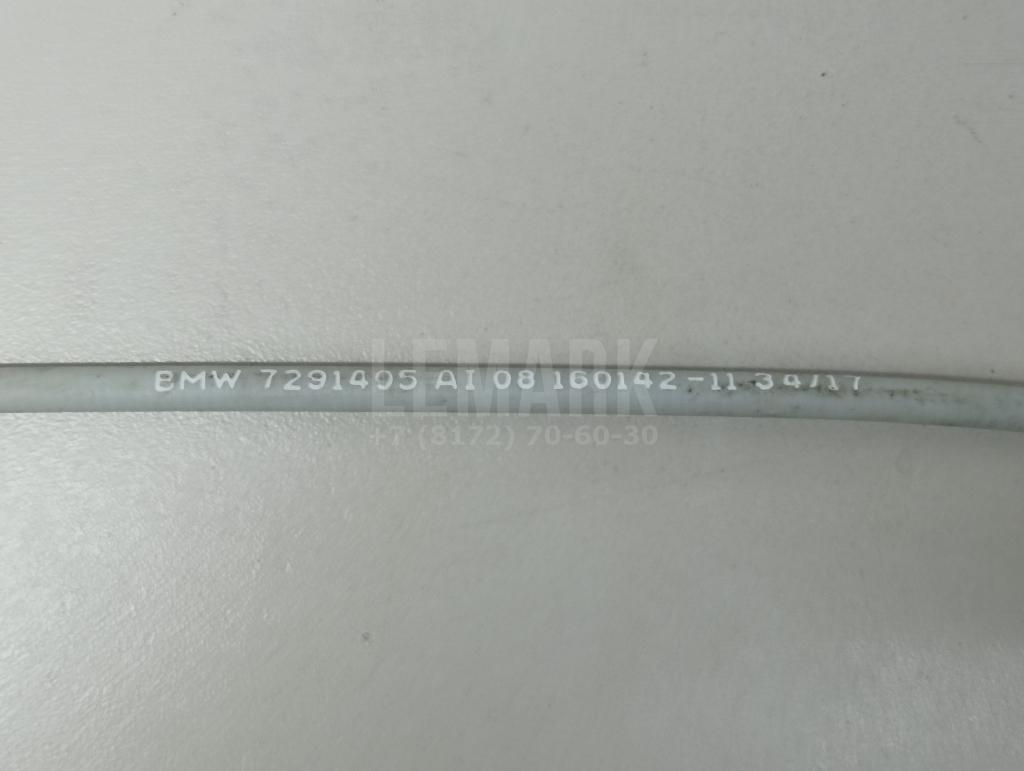 LEMARK
BMW 7291405 AI 08 160142-11 34/17
+7 (8172) 70-60-30